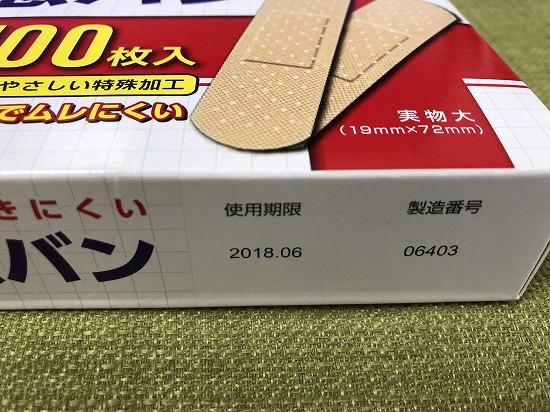 00枚入
やさしい特殊加工
でムレにくい
実物大
(19mm×72mm)
きにくい
バン
使用期限
製造番号
2018.06
06403